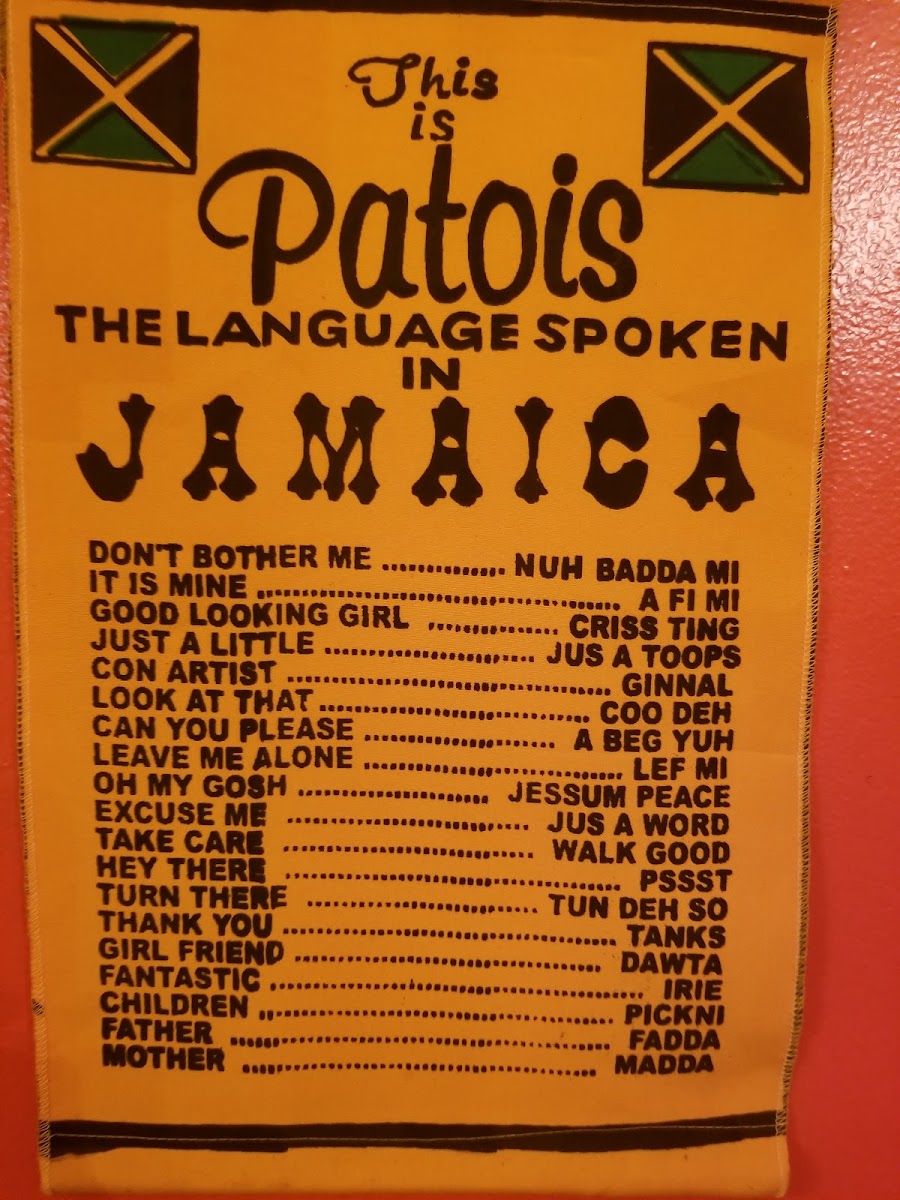 This
is
Patois
THE LANGUAGE SPOKEN
IN
JAMAICA
DON'T BOTHER ME .............. NUH BADDA MI
IT IS MINE ........................................ A FI MI
GOOD LOOKING GIRL .............. CRISS TING
JUST A LITTLE ........................ JUS A TOOPS
CON ARTIST ..................................... GINNAL
LOOK AT THAT ............................... COO DEH
CAN YOU PLEASE ...................... A BEG YUH
LEAVE ME ALONE ............................. LEF MI
OH MY GOSH ...................... JESSUM PEACE
EXCUSE ME ........................... JUS A WORD
TAKE CARE ............................ WALK GOOD
HEY THERE ...................................... PSSST
TURN THERE .......................... TUN DEH SO
THANK YOU ...................................... TANKS
GIRL FRIEND ................................... DAWTA
FANTASTIC .......................................... IRIE
CHILDREN ........................................ PICKNI
FATHER ........................................... FADDA
MOTHER ........................................ MADDA